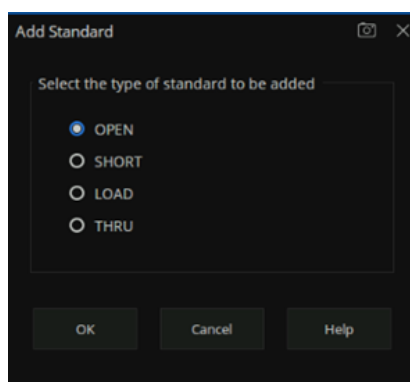 Add Standard
Select the type of standard to be added
OPEN
SHORT
LOAD
THRU
OK Cancel Help